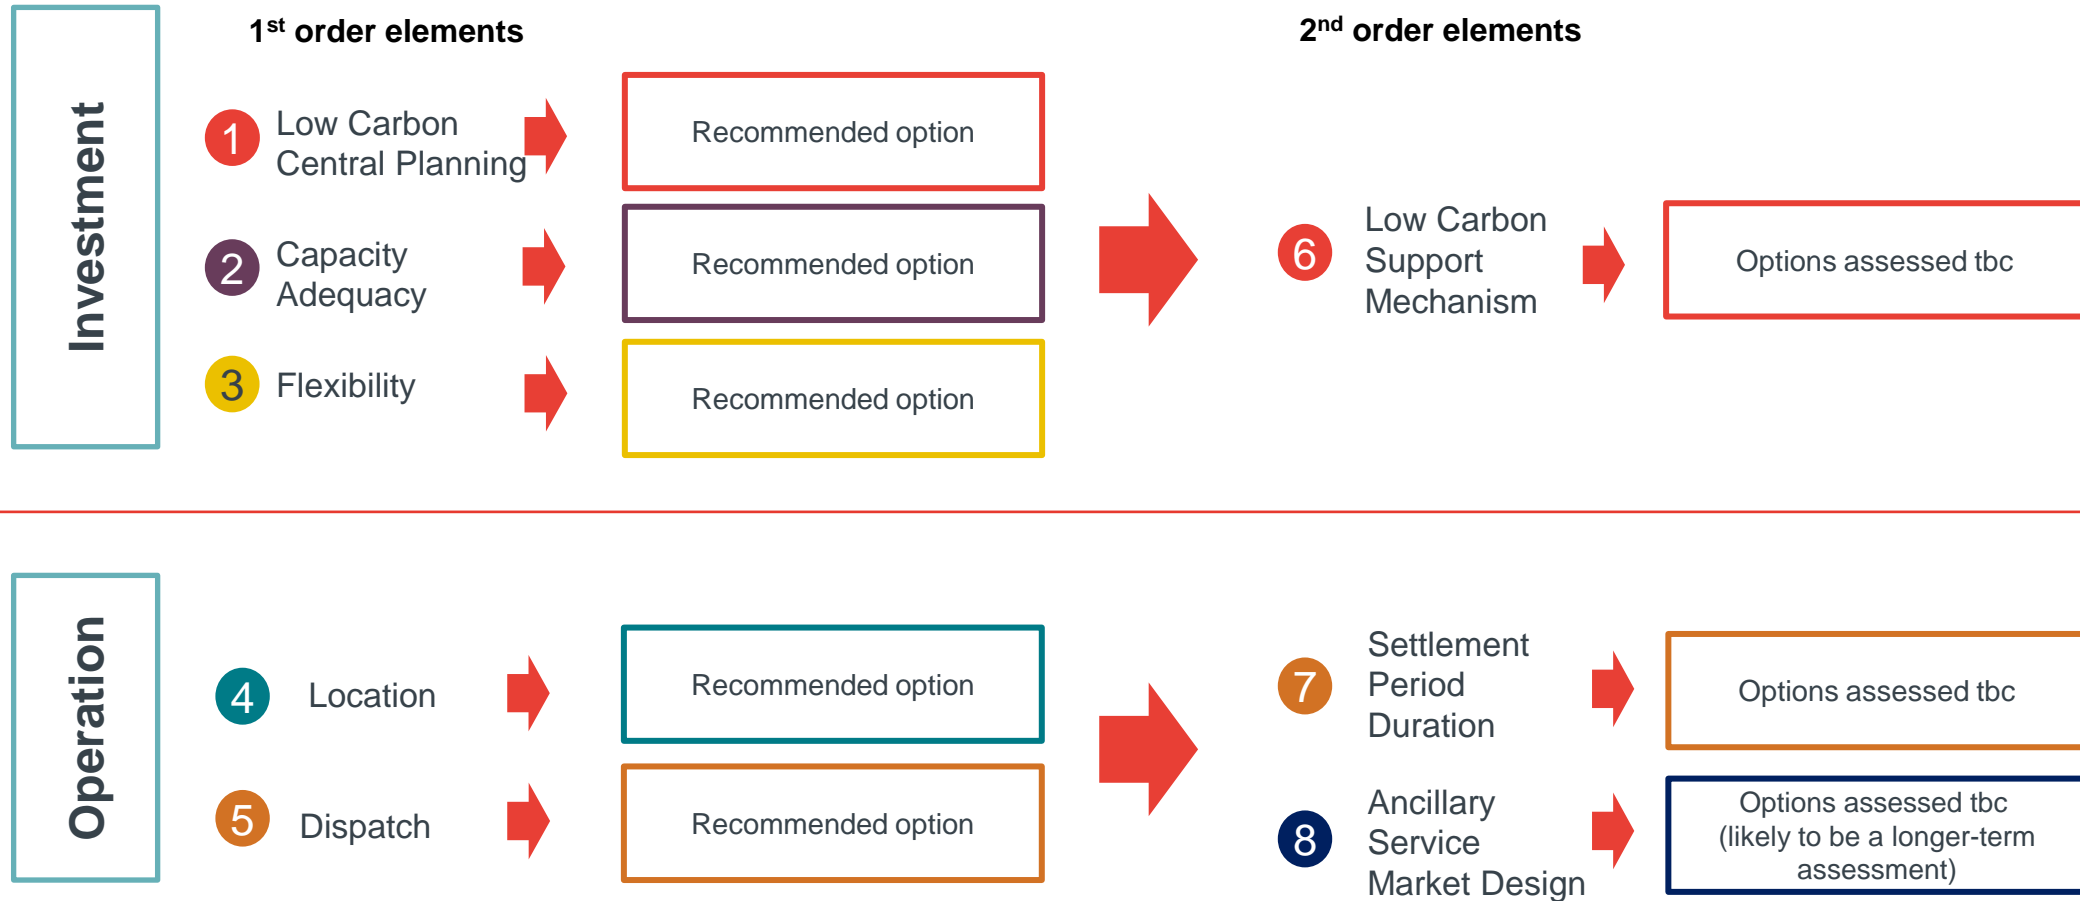 1st order elements
2nd order elements
Investment
1
Low Carbon
Central Planning
Recommended option
2
Capacity
Adequacy
Recommended option
3
Flexibility
Recommended option
6
Low Carbon
Support
Mechanism
Options assessed tbc
Operation
4
Location
Recommended option
5
Dispatch
Recommended option
7
Settlement
Period
Duration
Options assessed tbc
8
Ancillary
Service
Market Design
Options assessed tbc
(likely to be a longer-term
assessment)